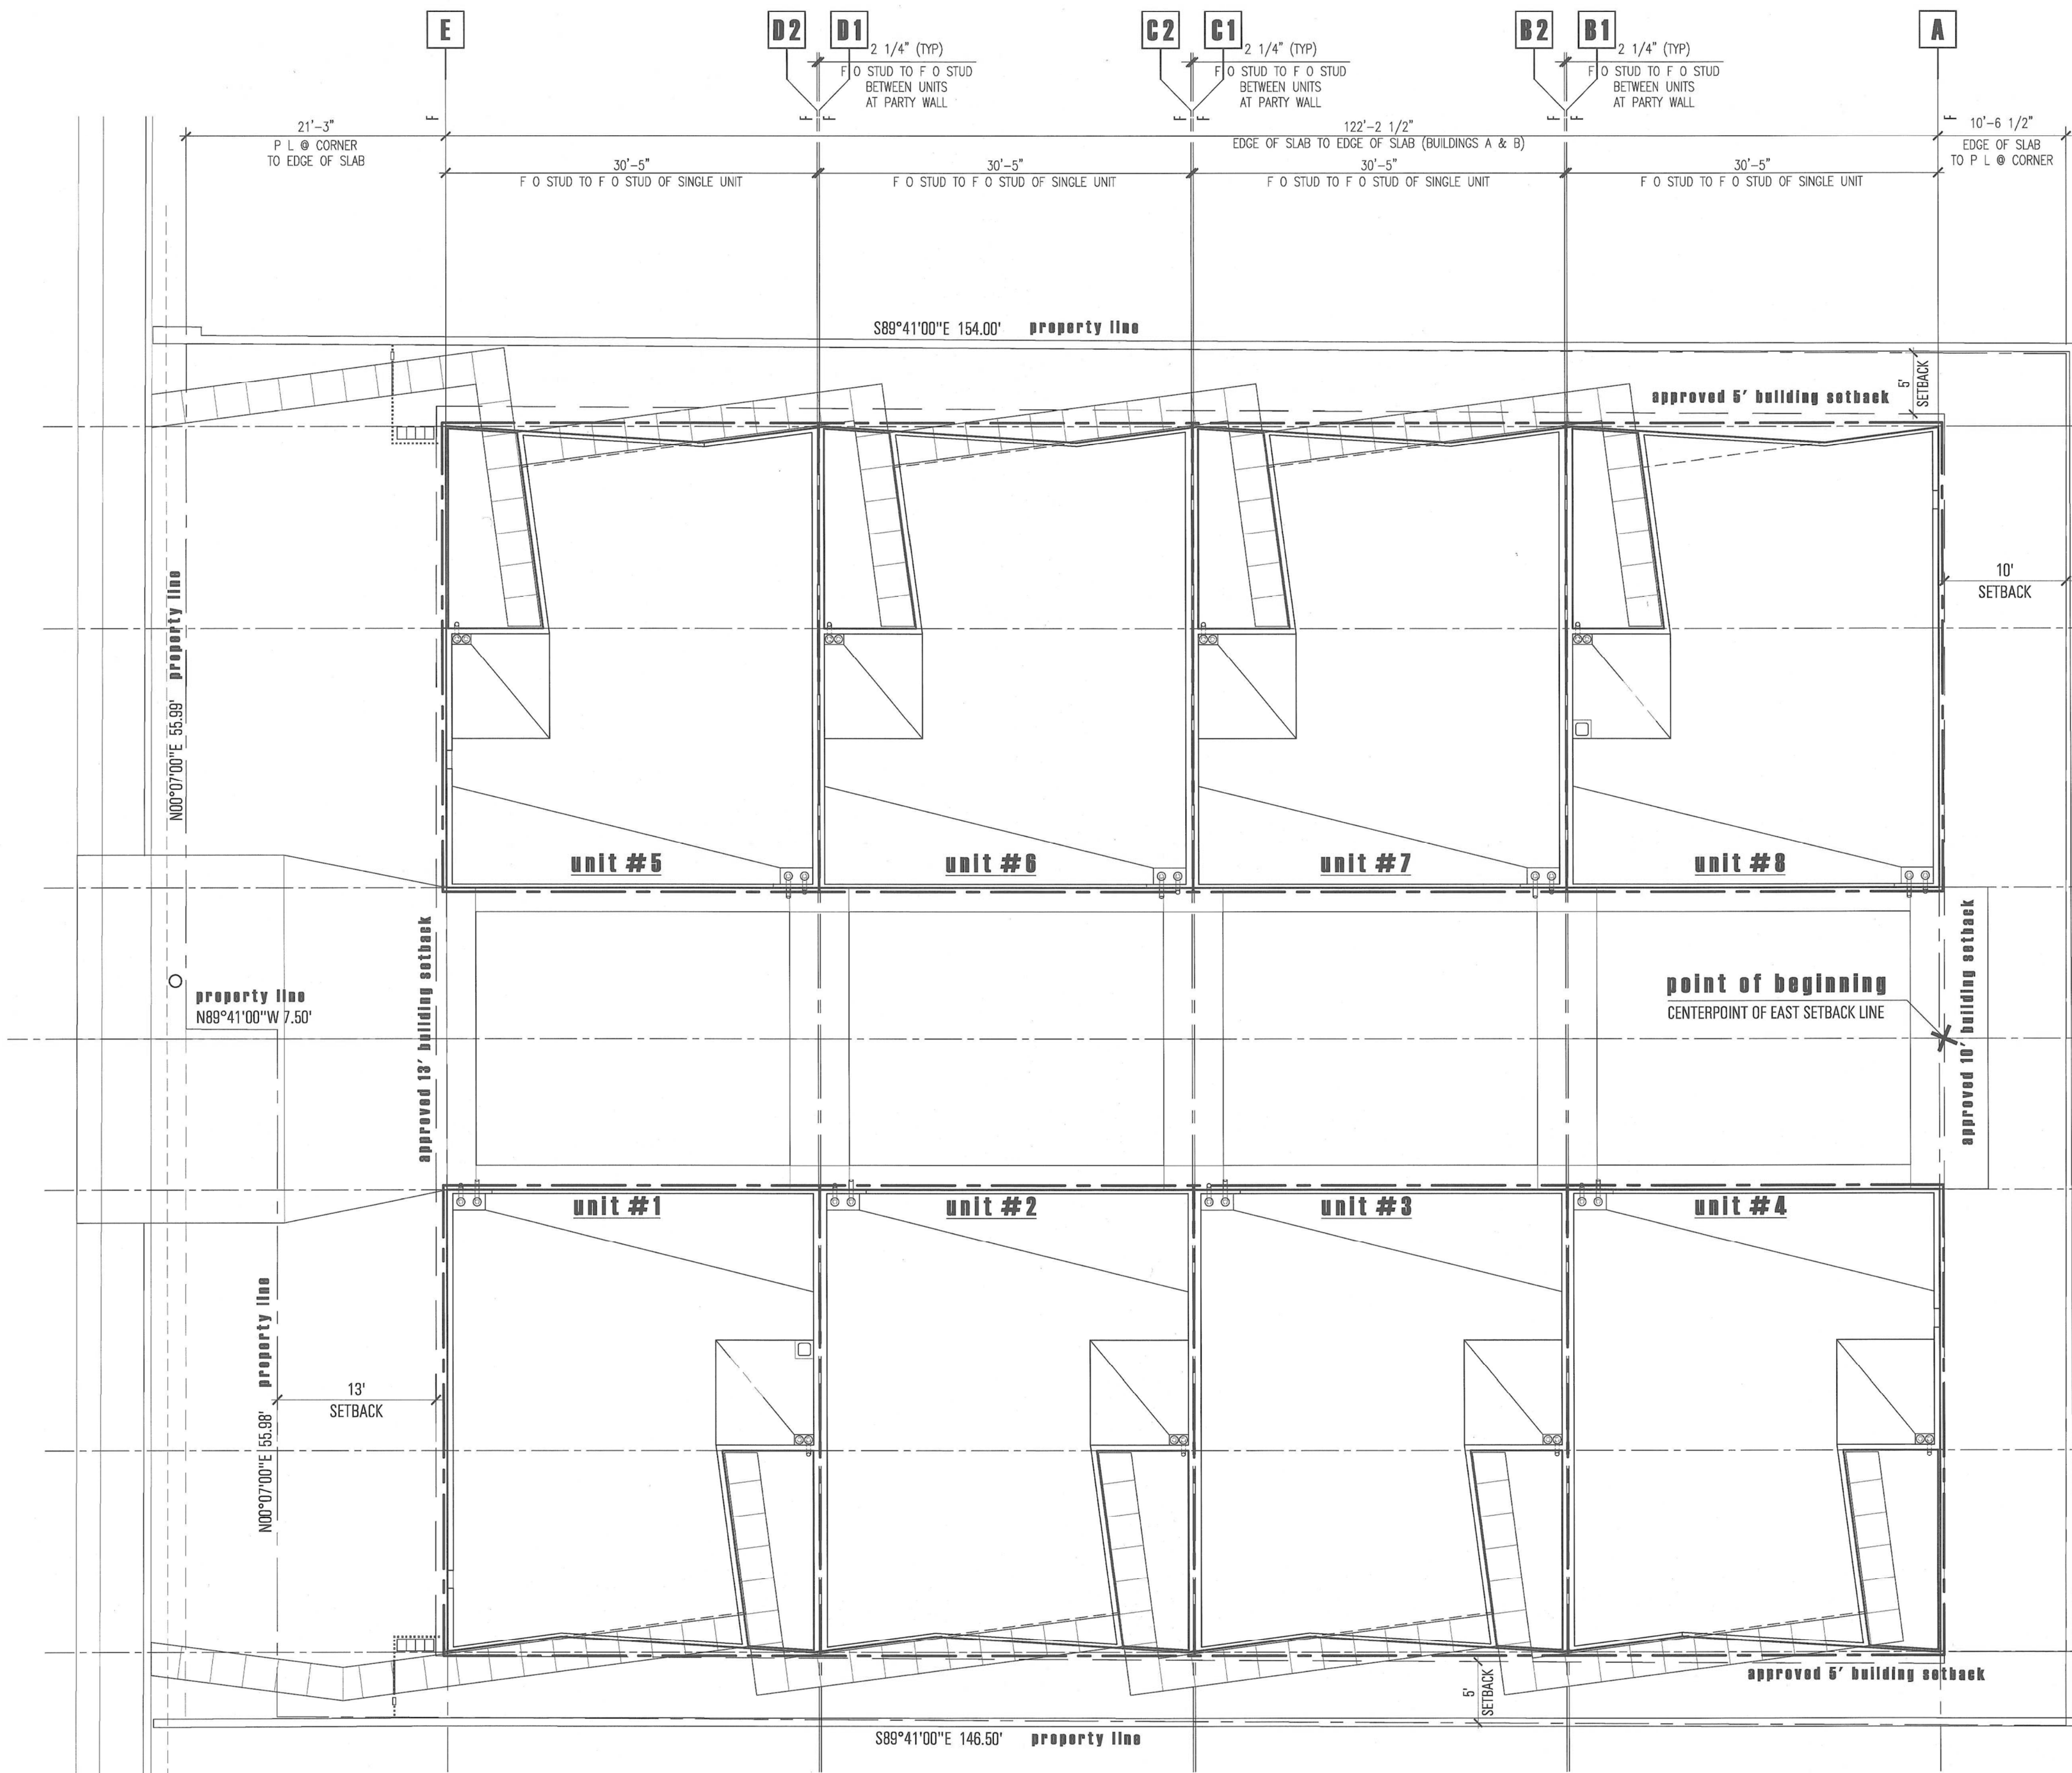 E
D2 D1
C2 C1
B2 B1
A
2 1/4" (TYP)
F O STUD TO F O STUD
BETWEEN UNITS
AT PARTY WALL
2 1/4" (TYP)
F O STUD TO F O STUD
BETWEEN UNITS
AT PARTY WALL
2 1/4" (TYP)
F O STUD TO F O STUD
BETWEEN UNITS
AT PARTY WALL
F
F F
F F
F F
F
21'-3"
P L @ CORNER
TO EDGE OF SLAB
122'-2 1/2"
EDGE OF SLAB TO EDGE OF SLAB (BUILDINGS A & B)
10'-6 1/2"
EDGE OF SLAB
TO P L @ CORNER
30'-5"
F O STUD TO F O STUD OF SINGLE UNIT
30'-5"
F O STUD TO F O STUD OF SINGLE UNIT
30'-5"
F O STUD TO F O STUD OF SINGLE UNIT
30'-5"
F O STUD TO F O STUD OF SINGLE UNIT
S89°41'00"E 154.00' property line
5'
SETBACK
approved 5' building setback
10'
SETBACK
N00°07'00"E 55.99' property line
unit #5
unit #6
unit #7
unit #8
approved 13' building setback
property line
N89°41'00"W 7.50'
point of beginning
CENTERPOINT OF EAST SETBACK LINE
approved 10' building setback
unit #1
unit #2
unit #3
unit #4
N00°07'00"E 55.98' property line
13'
SETBACK
5'
SETBACK
approved 5' building setback
S89°41'00"E 146.50' property line